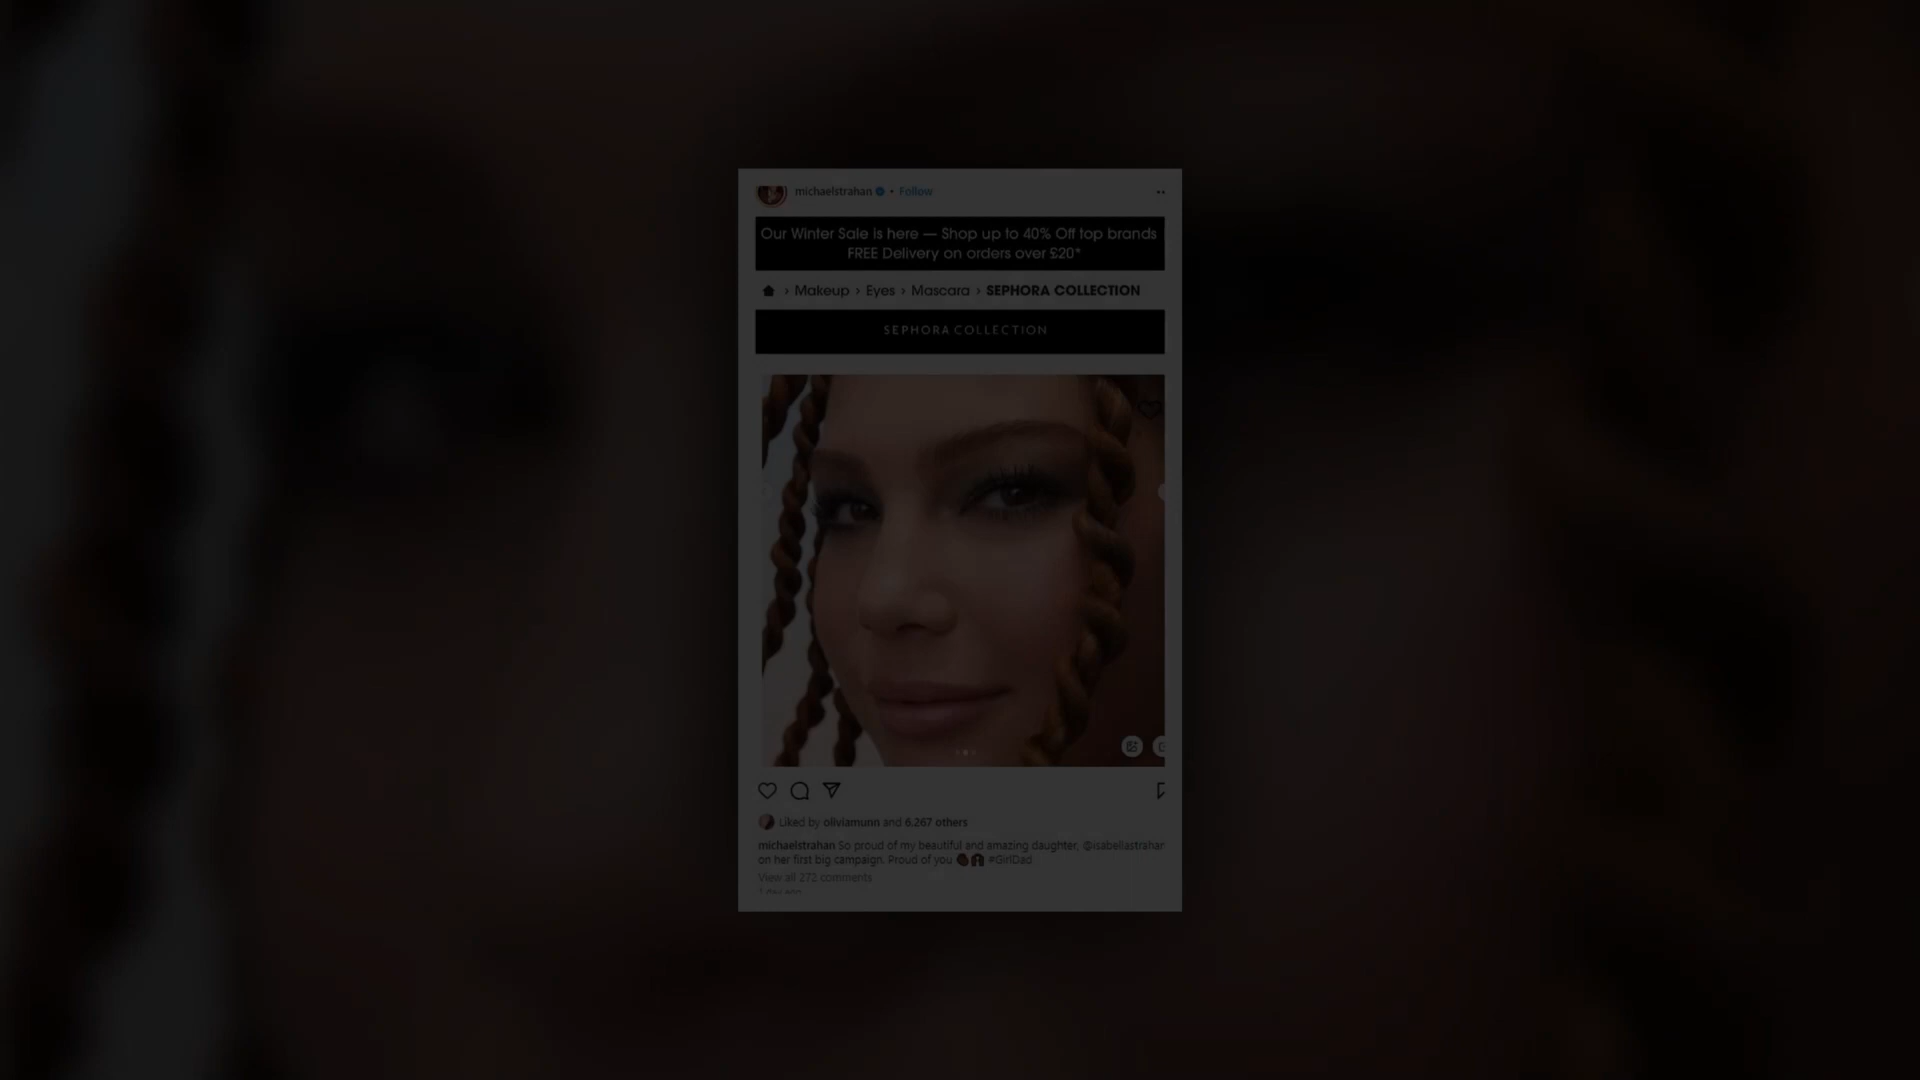 michaelstrahan • Follow
Our Winter Sale is here — Shop up to 40% Off top brands
FREE Delivery on orders over £20*
› Makeup › Eyes › Mascara › SEPHORA COLLECTION
SEPHORA COLLECTION
Liked by oliviamunn and 6,267 others
michaelstrahan So proud of my beautiful and amazing daughter, @isabellastrahan
on her first big campaign. Proud of you #GirlDad
View all 272 comments
1 day ago